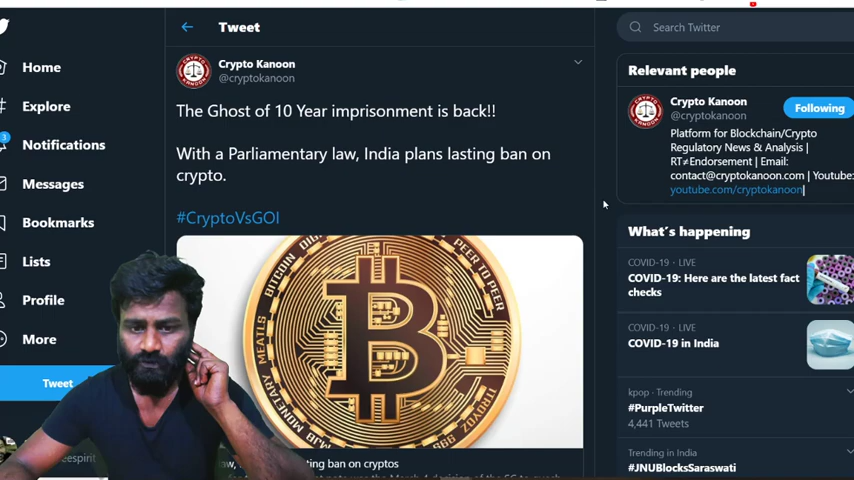 Home
Explore
3
Notifications
Messages
Bookmarks
Lists
Profile
More
Tweet
Tweet
Crypto Kanoon
@cryptokanoon
The Ghost of 10 Year imprisonment is back!!
With a Parliamentary law, India plans lasting ban on
crypto.
#CryptoVsGOI
BITCOIN
PEER TO PEER
MONETARY
ting ban on cryptos
Search Twitter
Relevant people
Crypto Kanoon
@cryptokanoon
Following
Platform for Blockchain/Crypto
Regulatory News & Analysis |
RT≠Endorsement | Email:
contact@cryptokanoon.com | Youtube:
youtube.com/cryptokanoon|
What's happening
COVID-19 · LIVE
COVID-19: Here are the latest fact
checks
COVID-19 · LIVE
COVID-19 in India
kpop · Trending
#PurpleTwitter
4,441 Tweets
Trending in India
#JNUBlocksSaraswati